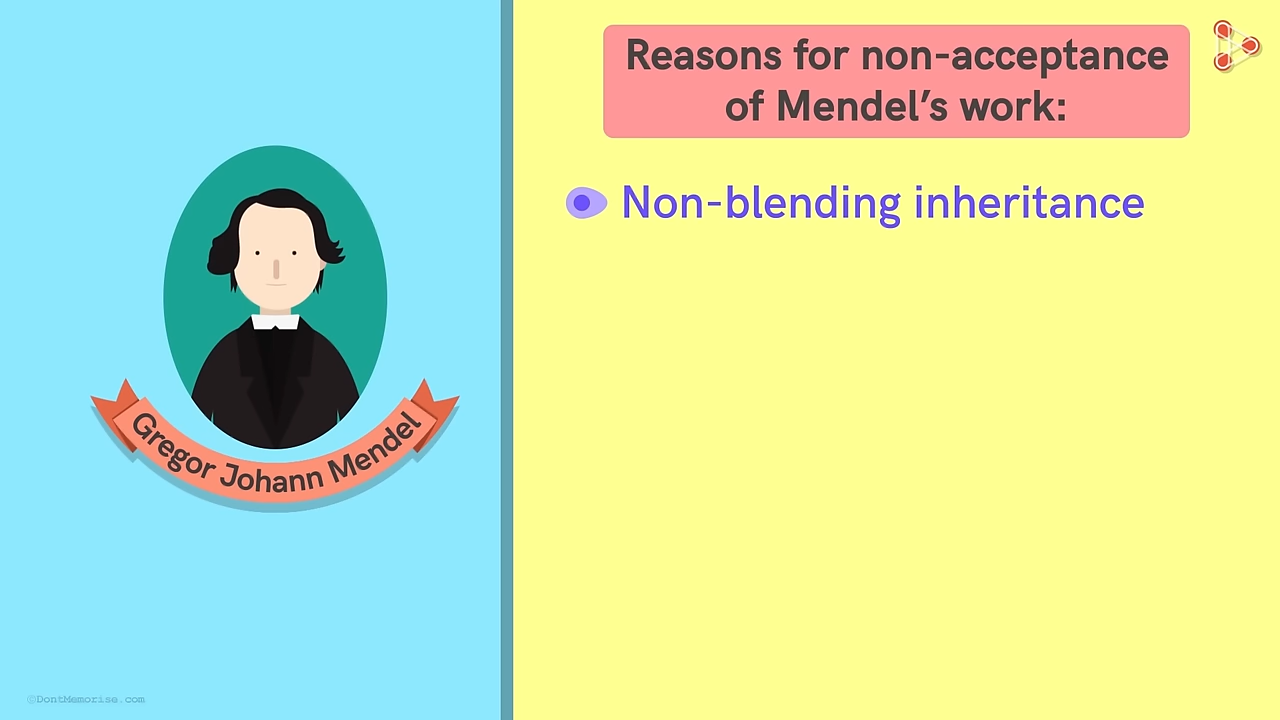 Reasons for non-acceptance
of Mendel’s work:
Non-blending inheritance
Gregor Johann Mendel
©DontMemorise.com